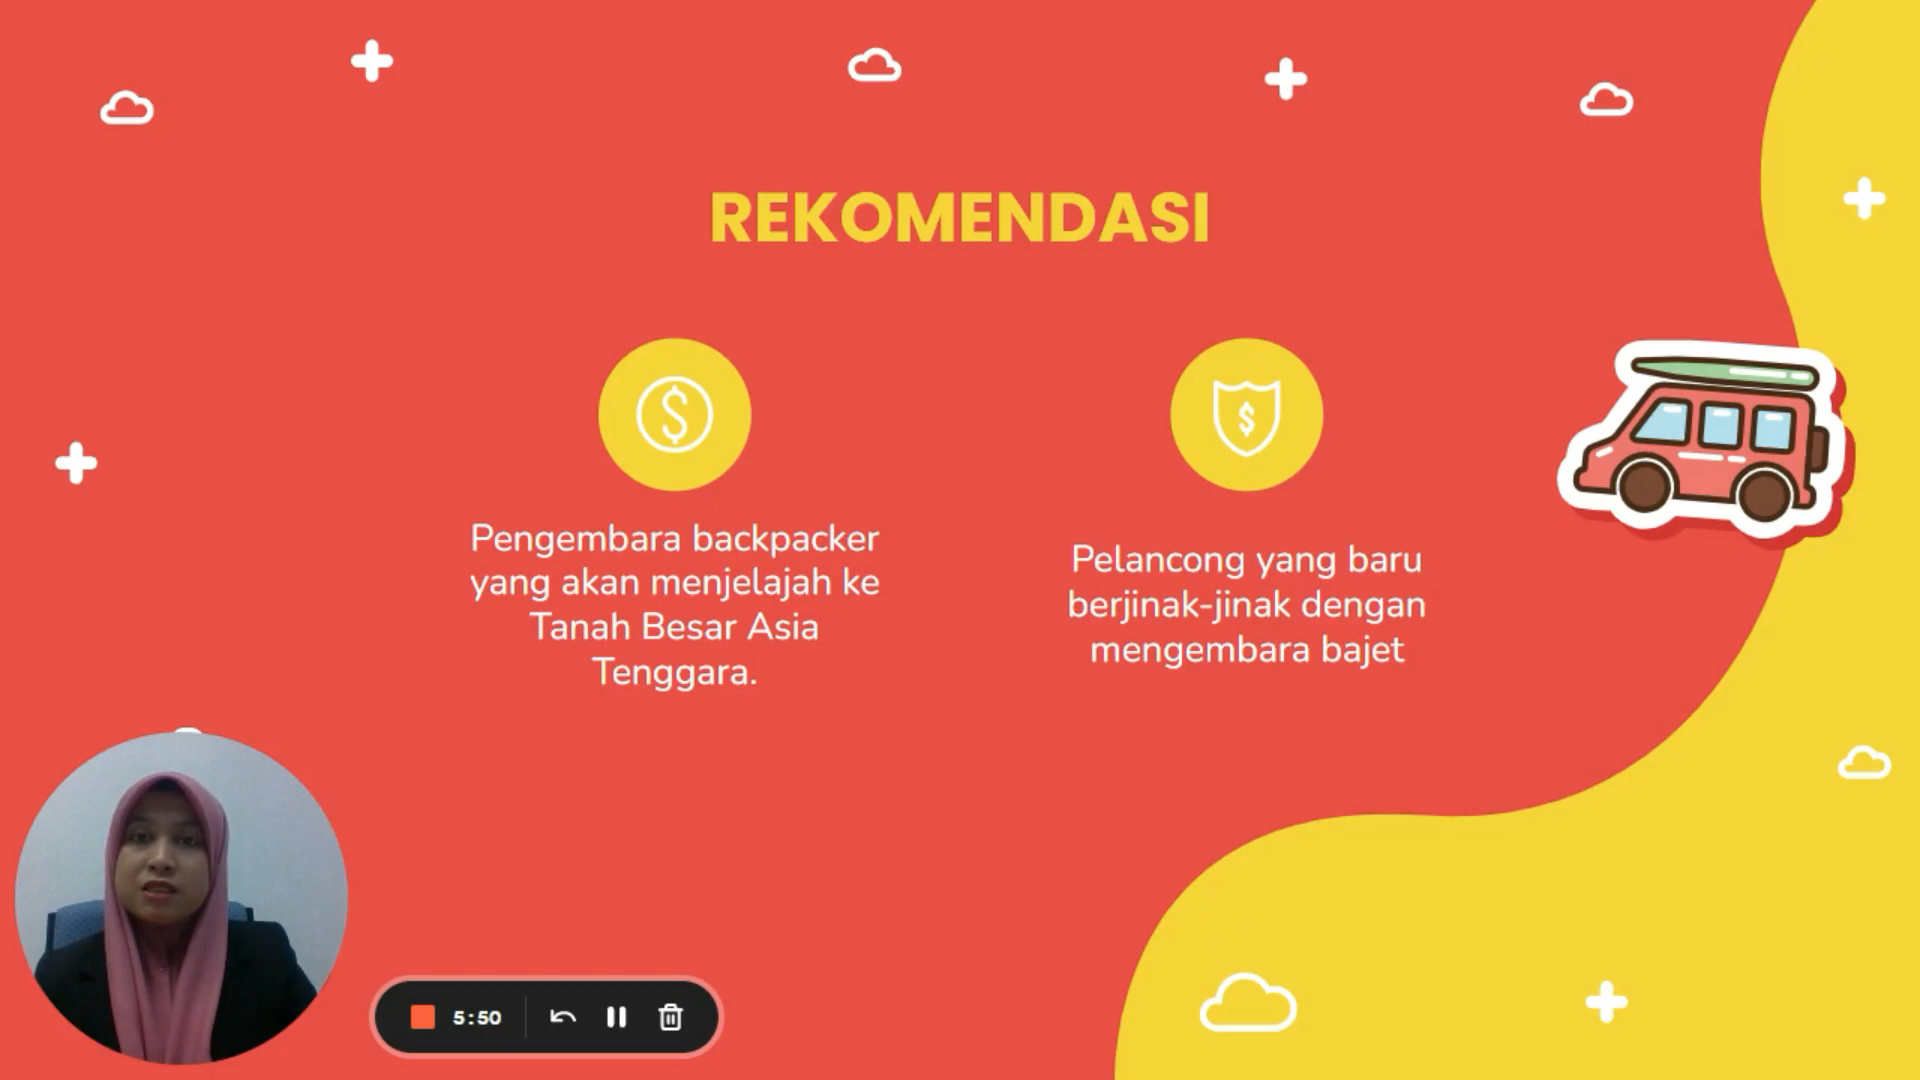 REKOMENDASI
Pengembara backpacker
yang akan menjelajah ke
Tanah Besar Asia
Tenggara.
Pelancong yang baru
berjinak-jinak dengan
mengembara bajet
5:50